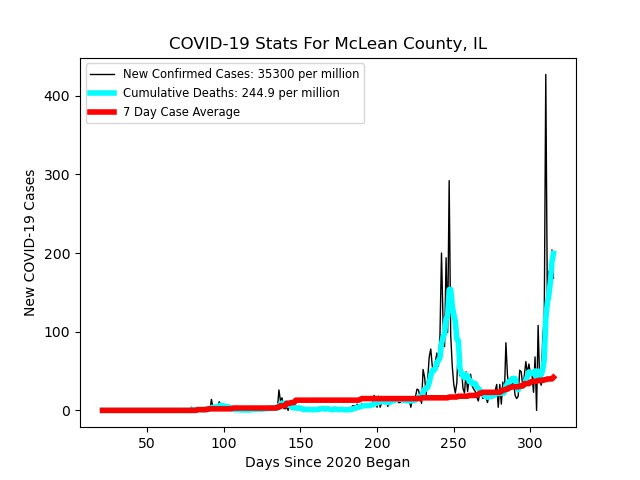 COVID-19 Stats For McLean County, IL
New Confirmed Cases: 35300 per million
Cumulative Deaths: 244.9 per million
7 Day Case Average
New COVID-19 Cases
400
300
200
100
0
50 100 150 200 250 300
Days Since 2020 Began